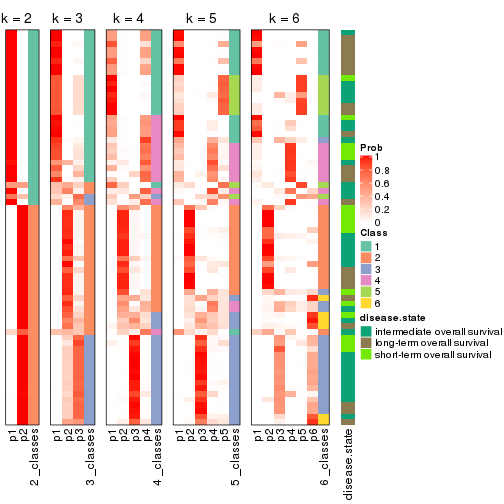 k = 2 k = 3 k = 4 k = 5 k = 6
Prob
1
0.8
0.6
0.4
0.2
0
Class
1
2
3
4
5
6
disease.state
intermediate overall survival
long-term overall survival
short-term overall survival
p1 p2 2_classes p1 p2 p3 3_classes p1 p2 p3 p4 4_classes p1 p2 p3 p4 p5 5_classes p1 p2 p3 p4 p5 p6 6_classes disease.state